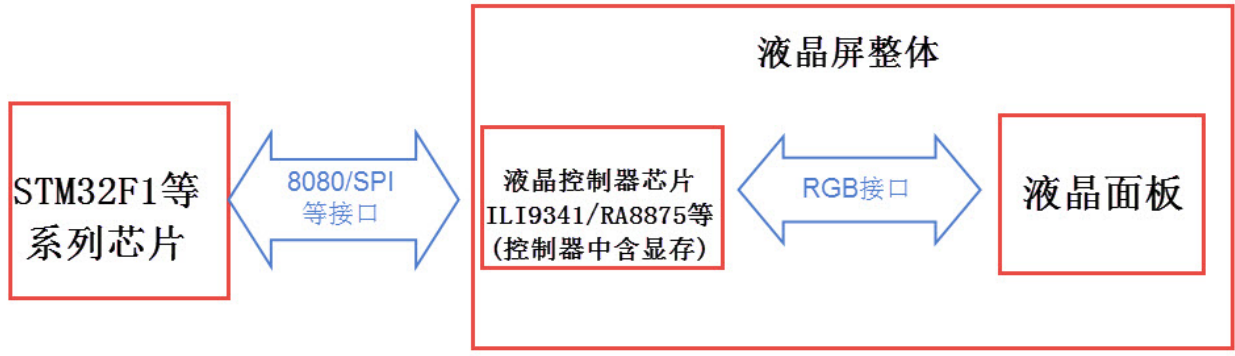 液晶屏整体
STM32F1等
系列芯片
8080/SPI
等接口
液晶控制器芯片
ILI9341/RA8875等
(控制器中含显存)
RGB接口
液晶面板